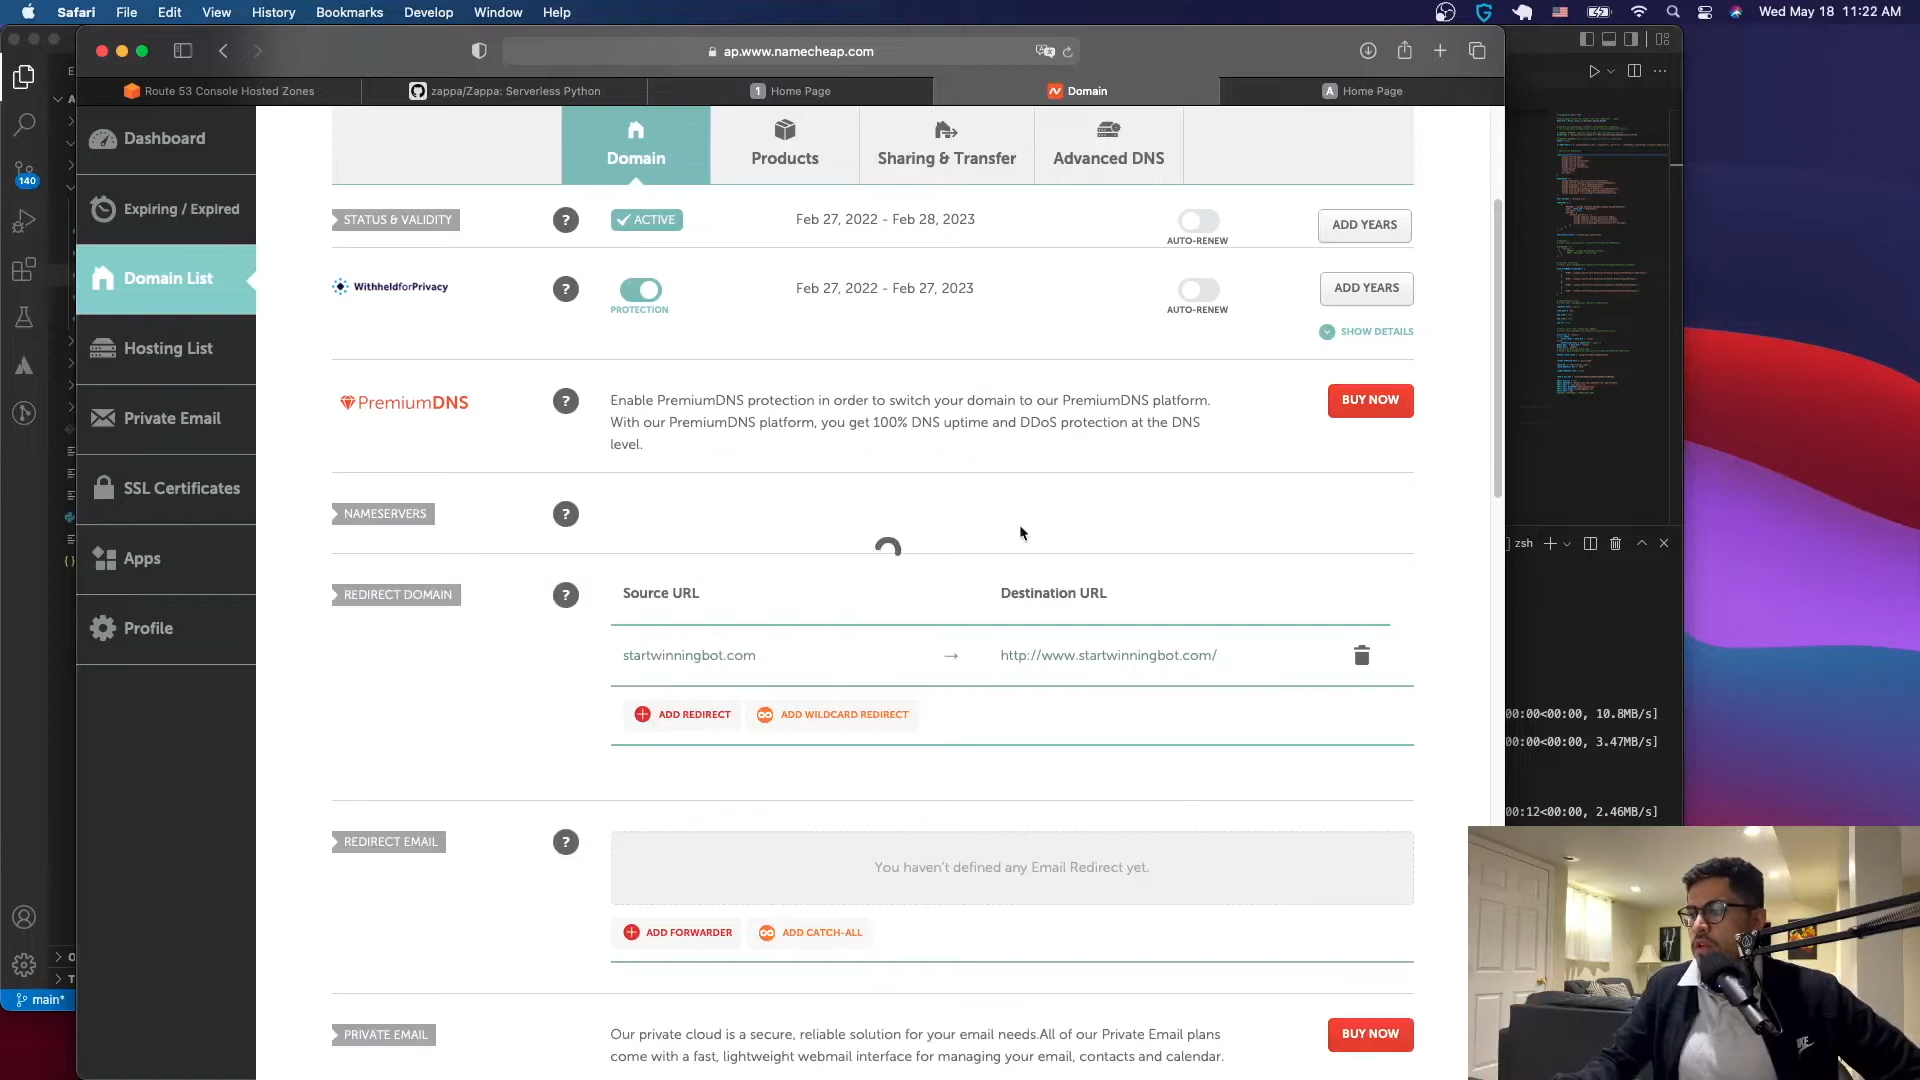 Safari File Edit View History Bookmarks Develop Window Help
Wed May 18 11:22 AM
ap.www.namecheap.com
Route 53 Console Hosted Zones
zappa/Zappa: Serverless Python
1 Home Page
Domain
A Home Page
Dashboard
Expiring / Expired
Domain List
Hosting List
Private Email
SSL Certificates
Apps
Profile
140
main*
Domain
Products
Sharing & Transfer
Advanced DNS
STATUS & VALIDITY
?
ACTIVE
Feb 27, 2022 - Feb 28, 2023
AUTO-RENEW
ADD YEARS
WithheldforPrivacy
?
PROTECTION
Feb 27, 2022 - Feb 27, 2023
AUTO-RENEW
ADD YEARS
SHOW DETAILS
PremiumDNS
?
Enable PremiumDNS protection in order to switch your domain to our PremiumDNS platform.
With our PremiumDNS platform, you get 100% DNS uptime and DDoS protection at the DNS
level.
BUY NOW
NAMESERVERS
?
REDIRECT DOMAIN
?
Source URL
Destination URL
startwinningbot.com → http://www.startwinningbot.com/
ADD REDIRECT
ADD WILDCARD REDIRECT
REDIRECT EMAIL
?
You haven't defined any Email Redirect yet.
ADD FORWARDER
ADD CATCH-ALL
PRIVATE EMAIL
Our private cloud is a secure, reliable solution for your email needs.All of our Private Email plans
come with a fast, lightweight webmail interface for managing your email, contacts and calendar.
BUY NOW
zsh
00:00<00:00, 10.8MB/s]
00:00<00:00, 3.47MB/s]
00:12<00:00, 2.46MB/s]